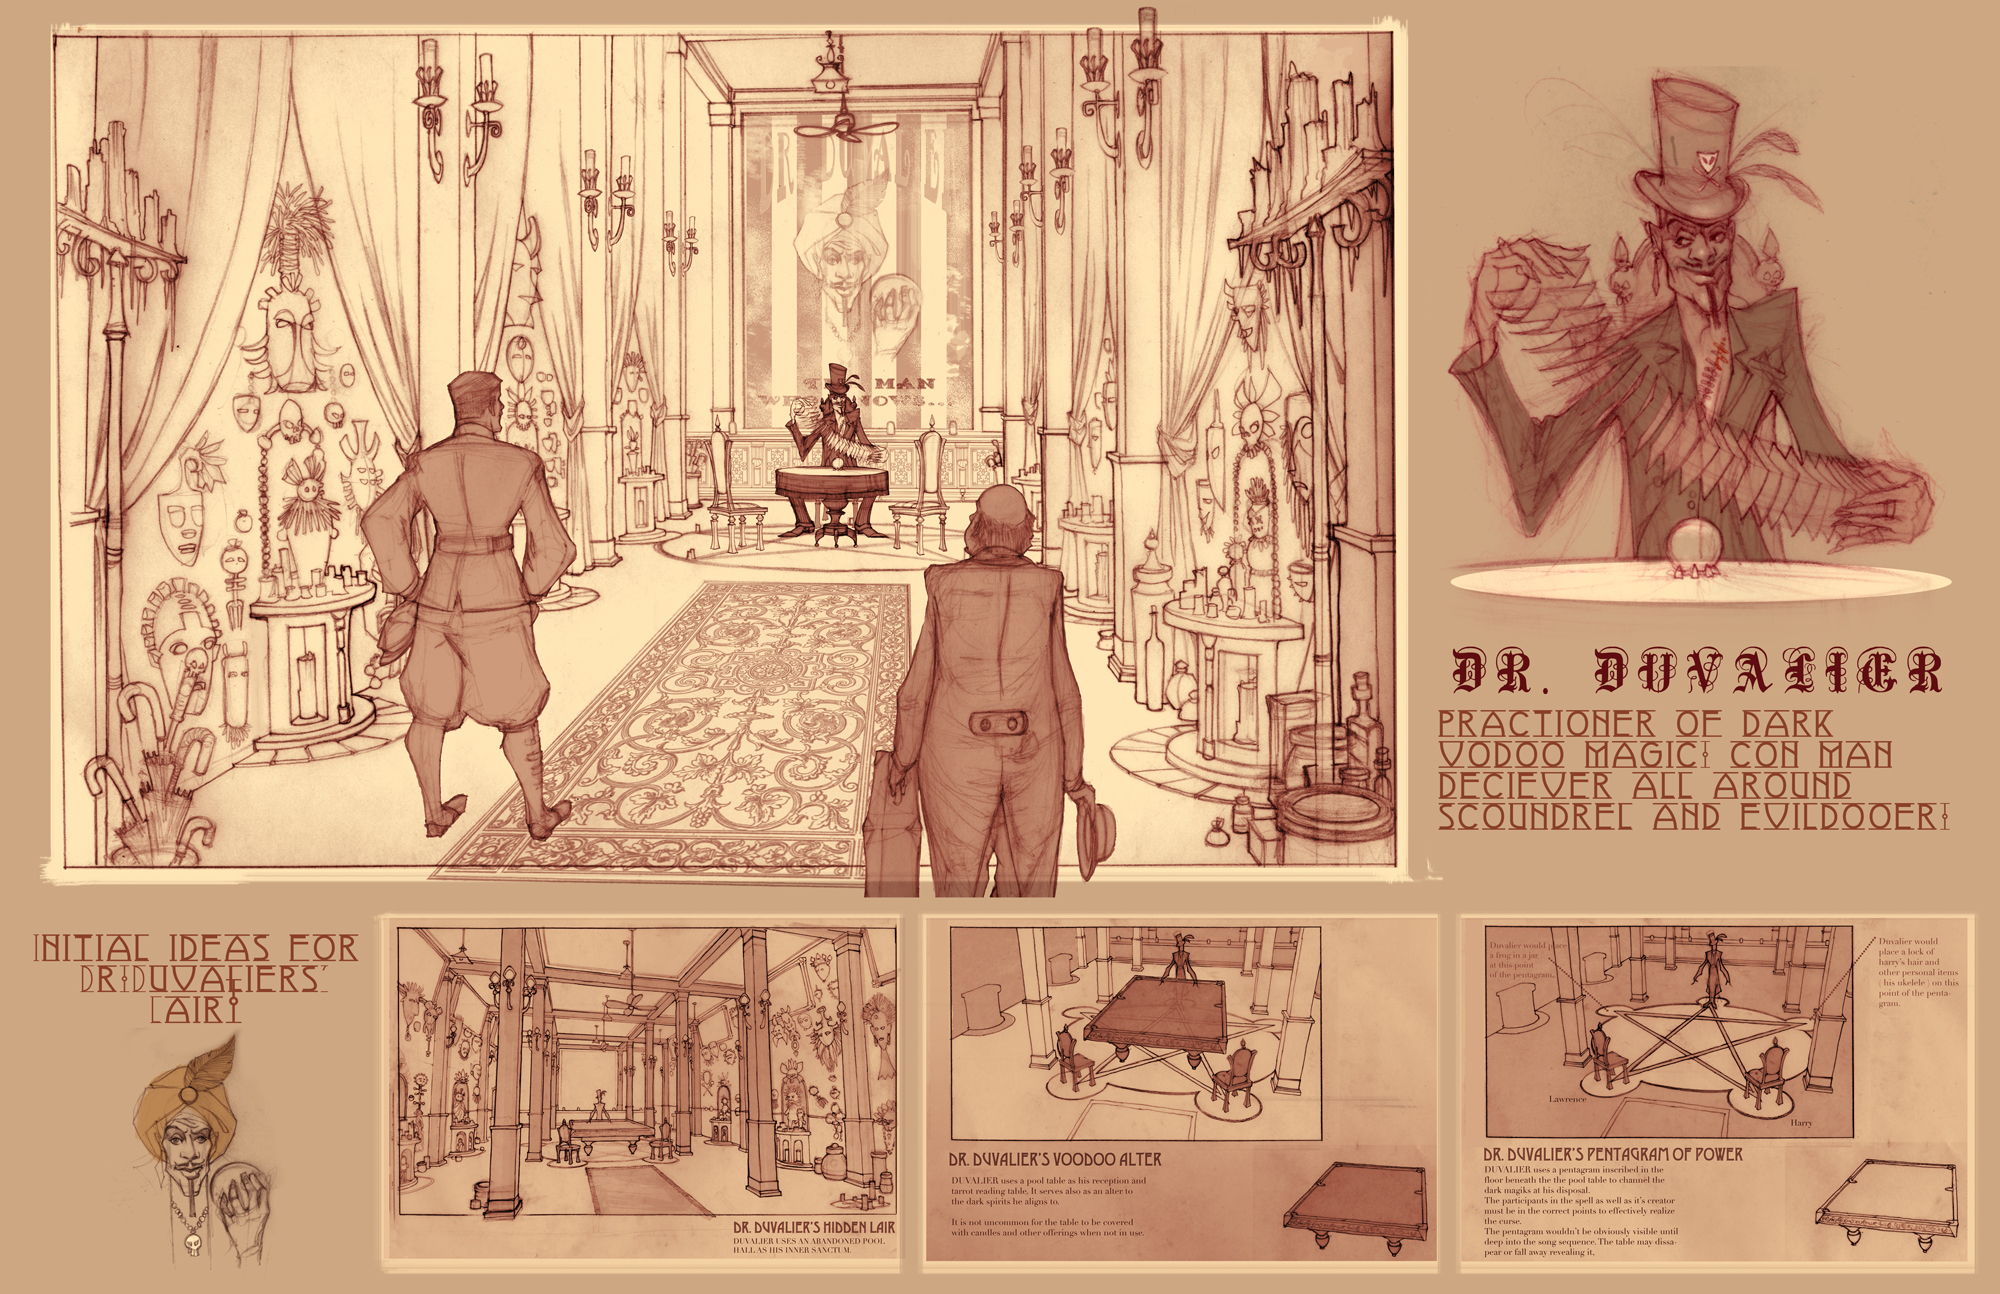 DR DUVALE
THE MAN
WHO KNOWS...
DR. DUVALIER
PRACTIONER OF DARK
VODOO MAGIC! CON MAN
DECIEVER ALL AROUND
SCOUNDREL AND EVILDOOER!
INITIAL IDEAS FOR
DR!DUVALIERS'
LAIR!
DR. DUVALIER'S HIDDEN LAIR
DUVALIER USES AN ABANDONED POOL
HALL AS HIS INNER SANCTUM.
DR. DUVALIER'S VOODOO ALTER
DUVALIER uses a pool table as his reception and
tarot reading table, It serves also as an alter to
the dark spirits he aligns to.
It is not uncommon for the table to be covered
with candles and other offerings when not in use.
Duvalier would place
a frog in a jar
at this point
of the pentagram.
Duvalier would
place a lock of
harry's hair and
other personal items
( his ukelele ) on this
point of the penta-
gram.
Lawrence
Harry
DR. DUVALIER'S PENTAGRAM OF POWER
DUVALIER uses a pentagram inscribed in the
floor beneath the the pool table to channel the
dark magiks at his disposal.
The participants in the spell as well as it's creator
must be in the correct points to effectively realize
the curse.
The pentagram wouldn't be obviously visible until
deep into the song sequence. The table may dissa-
pear or fall away revealing it,